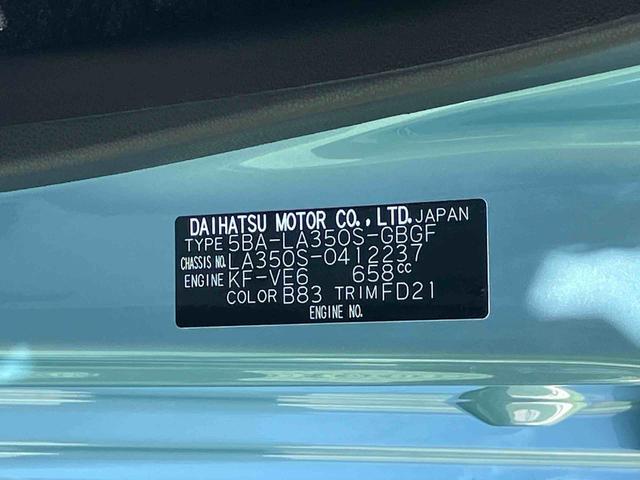 DAIHATSU MOTOR CO.,LTD. JAPAN
TYPE 5BA-LA350S-GBGF
CHASSIS NO. LA350S-0412237
ENGINE KF-VE6 658cc
COLOR B83 TRIM FD21
ENGINE NO.